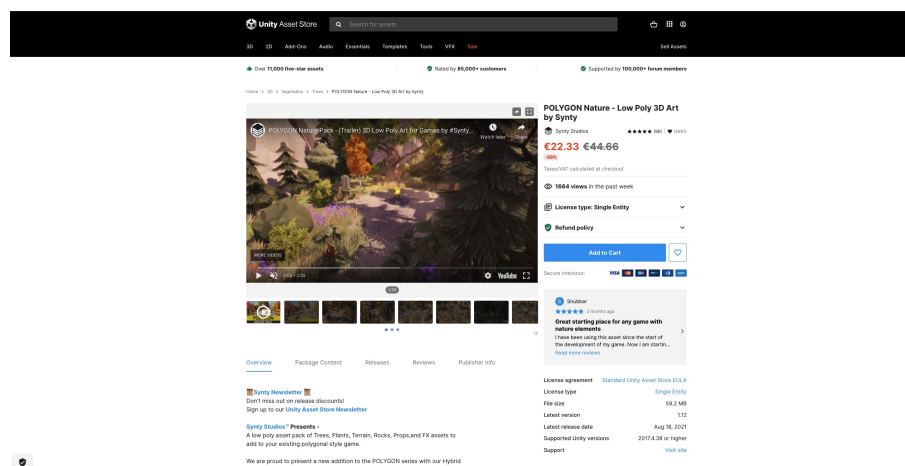 Unity Asset Store
Search for assets
3D 2D Add-Ons Audio Essentials Templates Tools VFX Sale Sell Assets
Over 11,000 five-star assets
Rated by 85,000+ customers
Supported by 100,000+ forum members
Home > 3D > Vegetation > Trees > POLYGON Nature - Low Poly 3D Art by Synty
POLYGON Nature Pack - (Trailer) 3D Low Poly Art for Games by #Synty...
Watch later
Share
MORE VIDEOS
0:00 / 2:05
YouTube
Overview Package Content Releases Reviews Publisher info
Synty Newsletter
Don't miss out on release discounts!
Sign up to our Unity Asset Store Newsletter
Synty Studios™ Presents -
A low poly asset pack of Trees, Plants, Terrain, Rocks, Props,and FX assets to
add to your existing polygonal style game.
We are proud to present a new addition to the POLYGON series with our Hybrid
POLYGON Nature - Low Poly 3D Art
by Synty
Synty Studios
€22.33 €44.66
-50%
Taxes/VAT calculated at checkout
1664 views in the past week
License type: Single Entity
Refund policy
Add to Cart
Secure checkout:
VISA
Snubber
2 months ago
Great starting place for any game with
nature elements
I have been using this asset since the start of
the development of my game. Now I am startin...
Read more reviews
License agreement Standard Unity Asset Store EULA
License type Single Entity
File size 59.2 MB
Latest version 1.12
Latest release date Aug 18, 2021
Supported Unity versions 2017.4.38 or higher
Support Visit site